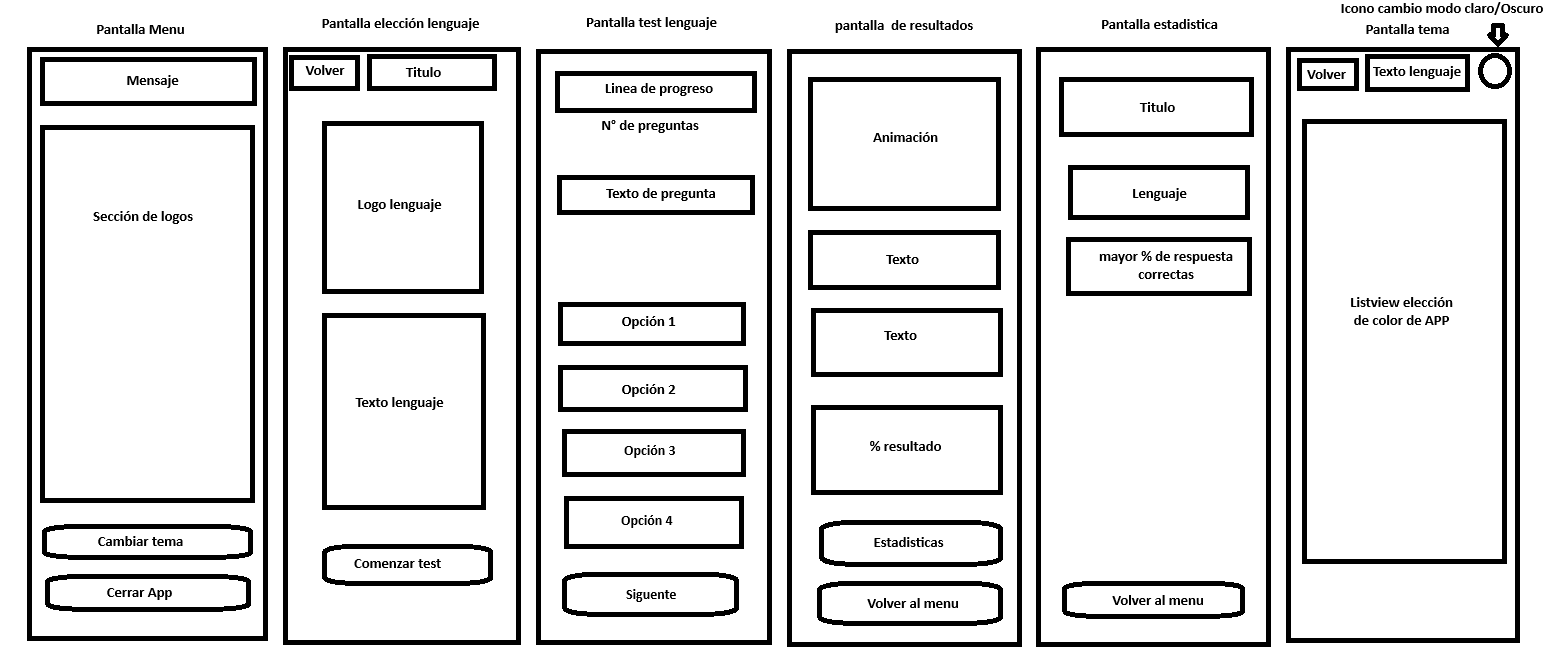 Pantalla Menu
Mensaje
Sección de logos
Cambiar tema
Cerrar App
Pantalla elección lenguaje
Volver
Titulo
Logo lenguaje
Texto lenguaje
Comenzar test
Pantalla test lenguaje
Linea de progreso
N° de preguntas
Texto de pregunta
Opción 1
Opción 2
Opción 3
Opción 4
Siguente
pantalla de resultados
Animación
Texto
Texto
% resultado
Estadisticas
Volver al menu
Pantalla estadistica
Titulo
Lenguaje
mayor % de respuesta
correctas
Volver al menu
Icono cambio modo claro/Oscuro
Pantalla tema
Volver
Texto lenguaje
Listview elección
de color de APP